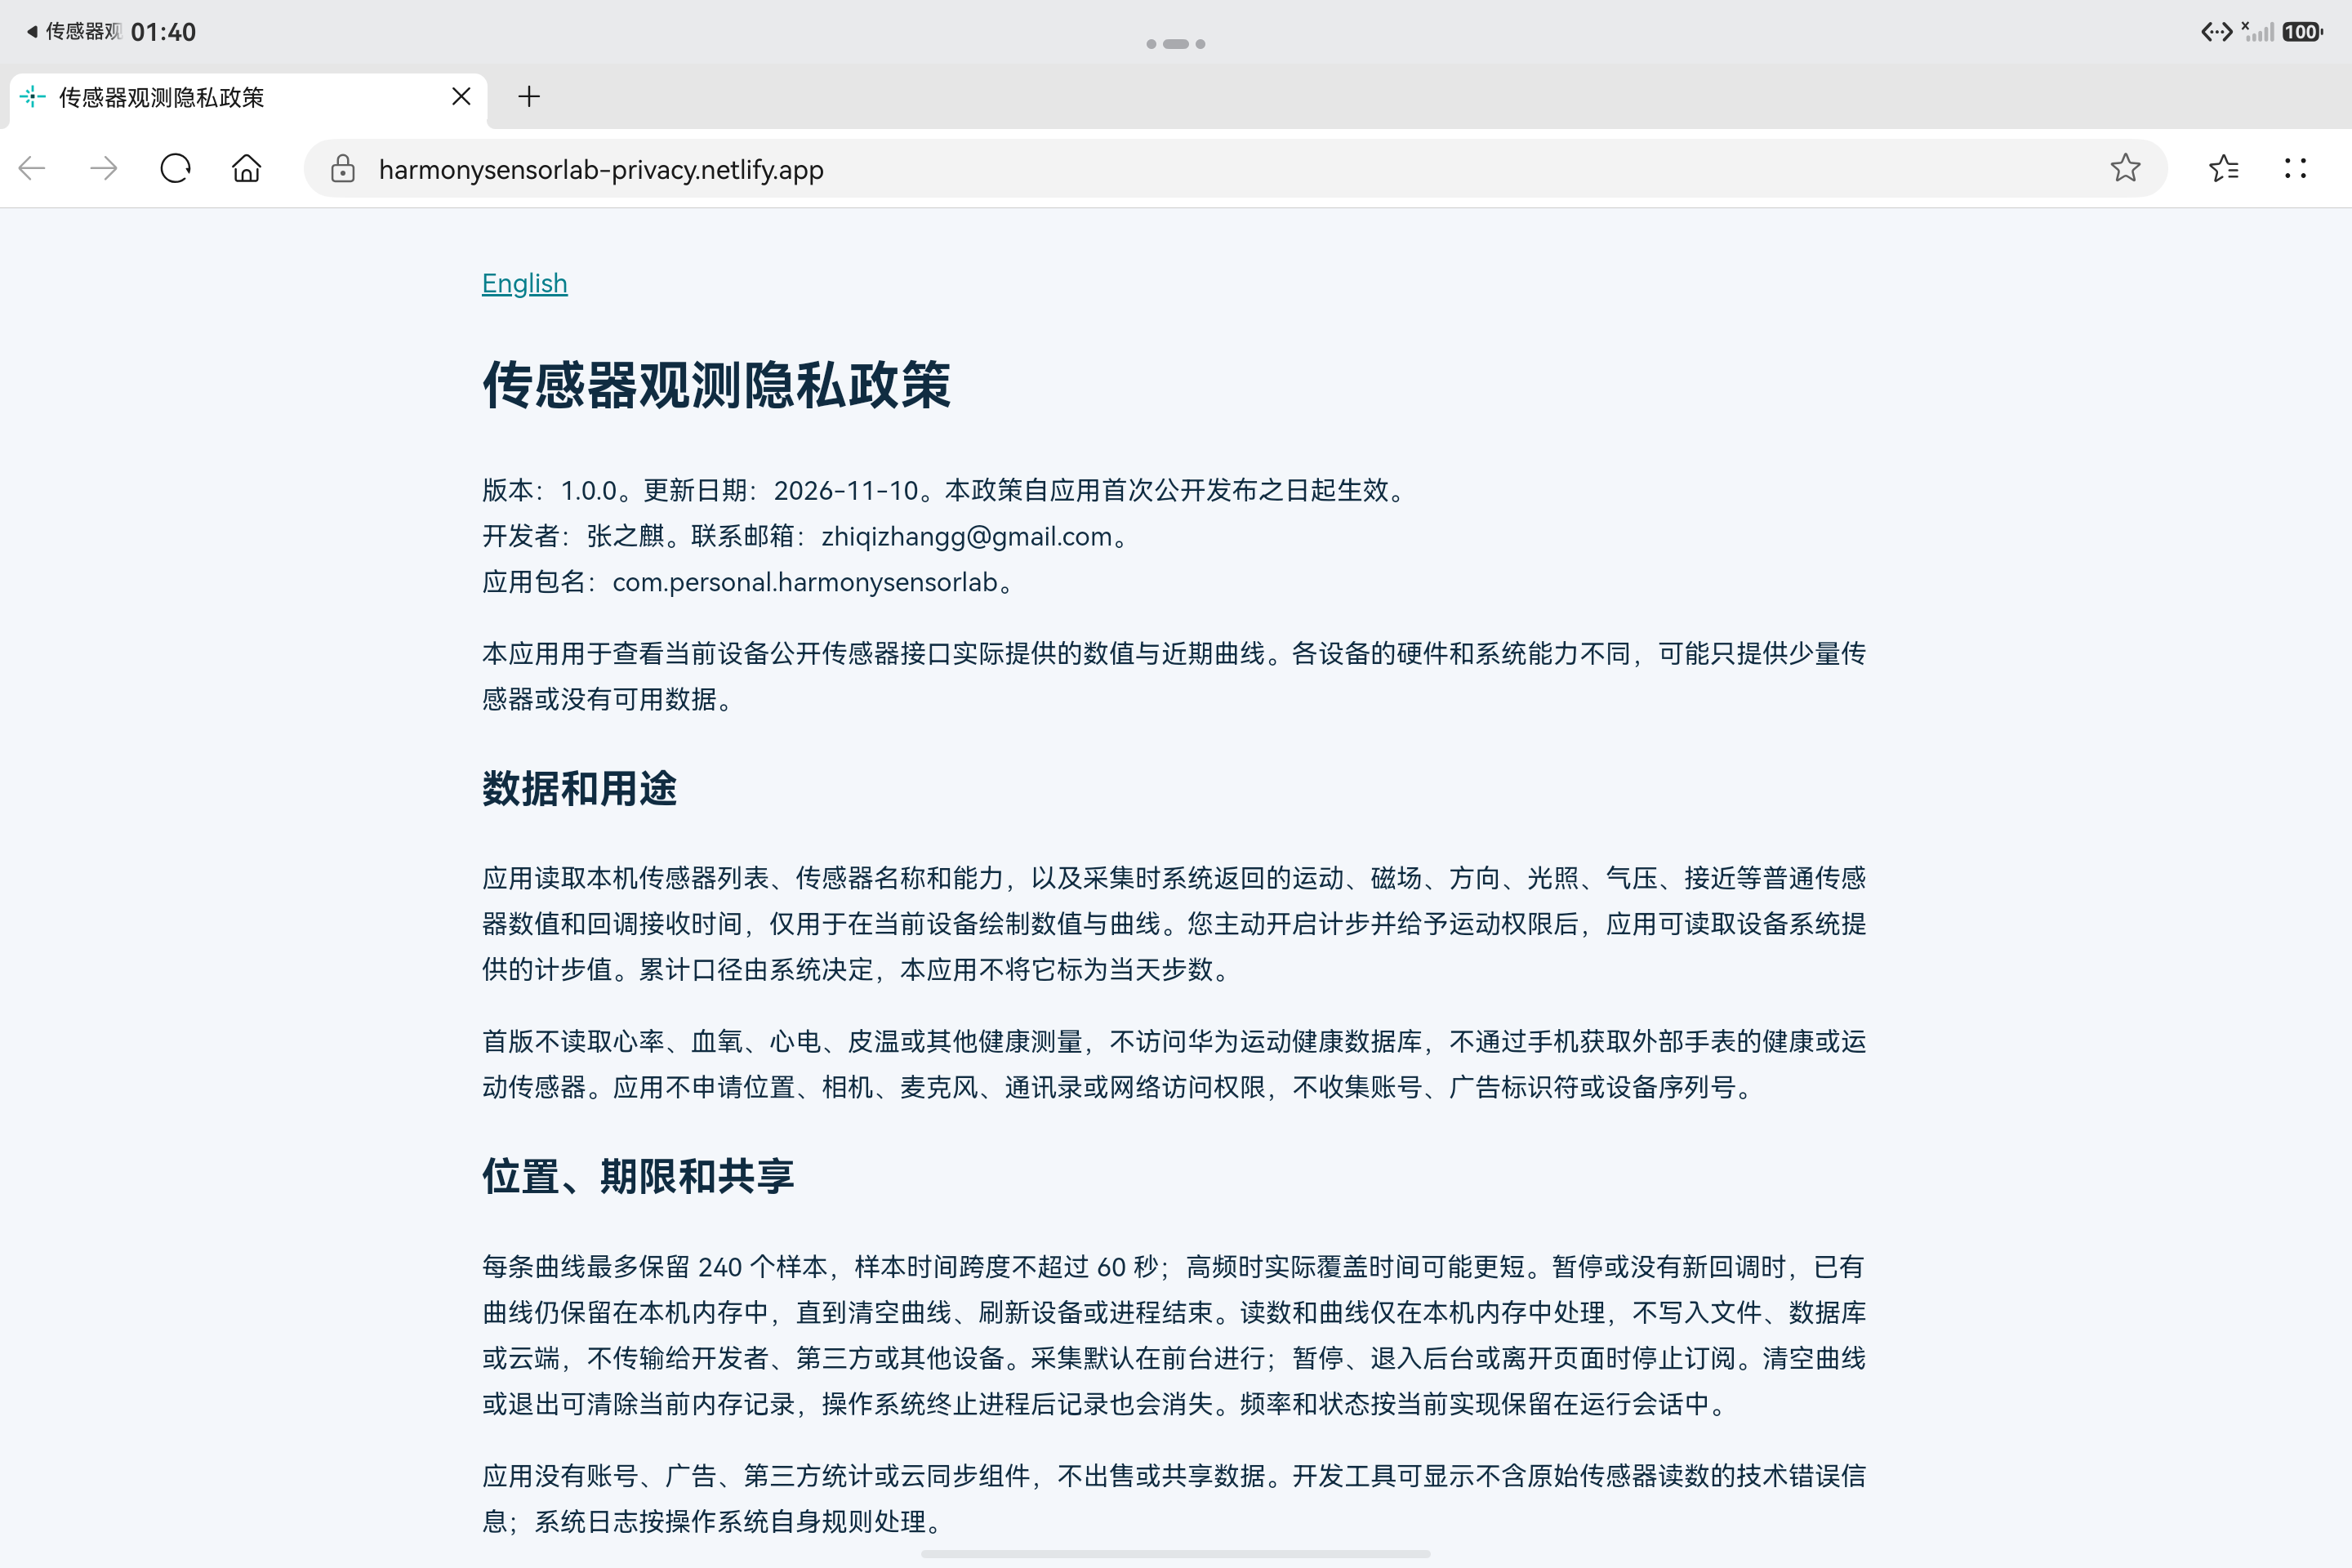 传感器观
01:40
100
传感器观测隐私政策
harmonysensorlab-privacy.netlify.app
English
传感器观测隐私政策
版本：1.0.0。更新日期：2026-11-10。本政策自应用首次公开发布之日起生效。
开发者：张之麒。联系邮箱：zhiqizhangg@gmail.com。
应用包名：com.personal.harmonysensorlab。
本应用用于查看当前设备公开传感器接口实际提供的数值与近期曲线。各设备的硬件和系统能力不同，可能只提供少量传
感器或没有可用数据。
数据和用途
应用读取本机传感器列表、传感器名称和能力，以及采集时系统返回的运动、磁场、方向、光照、气压、接近等普通传感
器数值和回调接收时间，仅用于在当前设备绘制数值与曲线。您主动开启计步并给予运动权限后，应用可读取设备系统提
供的计步值。累计口径由系统决定，本应用不将它标为当天步数。
首版不读取心率、血氧、心电、皮温或其他健康测量，不访问华为运动健康数据库，不通过手机获取外部手表的健康或运
动传感器。应用不申请位置、相机、麦克风、通讯录或网络访问权限，不收集账号、广告标识符或设备序列号。
位置、期限和共享
每条曲线最多保留 240 个样本，样本时间跨度不超过 60 秒；高频时实际覆盖时间可能更短。暂停或没有新回调时，已有
曲线仍保留在本机内存中，直到清空曲线、刷新设备或进程结束。读数和曲线仅在本机内存中处理，不写入文件、数据库
或云端，不传输给开发者、第三方或其他设备。采集默认在前台进行；暂停、退入后台或离开页面时停止订阅。清空曲线
或退出可清除当前内存记录，操作系统终止进程后记录也会消失。频率和状态按当前实现保留在运行会话中。
应用没有账号、广告、第三方统计或云同步组件，不出售或共享数据。开发工具可显示不含原始传感器读数的技术错误信
息；系统日志按操作系统自身规则处理。